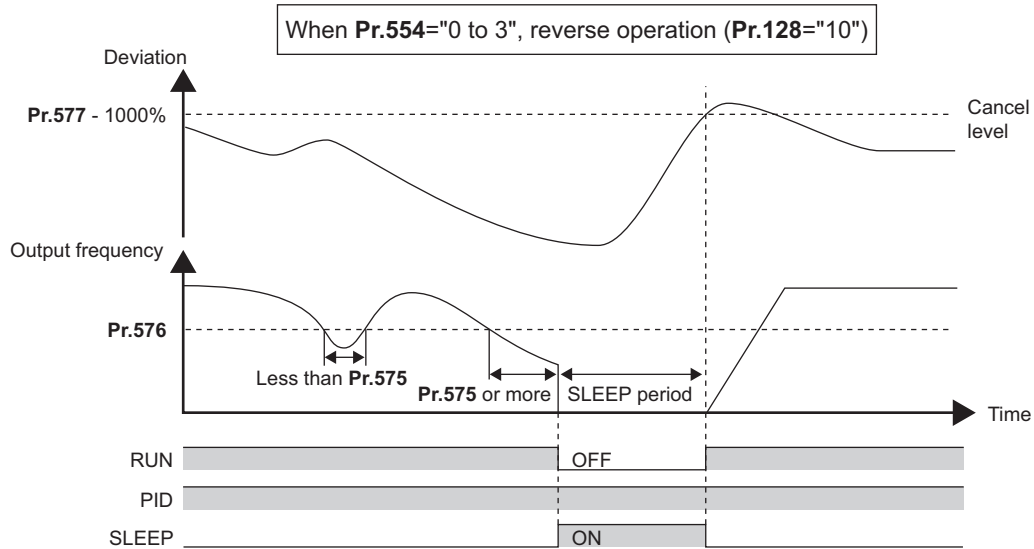 When Pr.554="0 to 3", reverse operation (Pr.128="10")
Deviation
Pr.577 - 1000%
Cancel
level
Output frequency
Pr.576
Less than Pr.575
Pr.575 or more
SLEEP period
Time
RUN
OFF
PID
SLEEP
ON